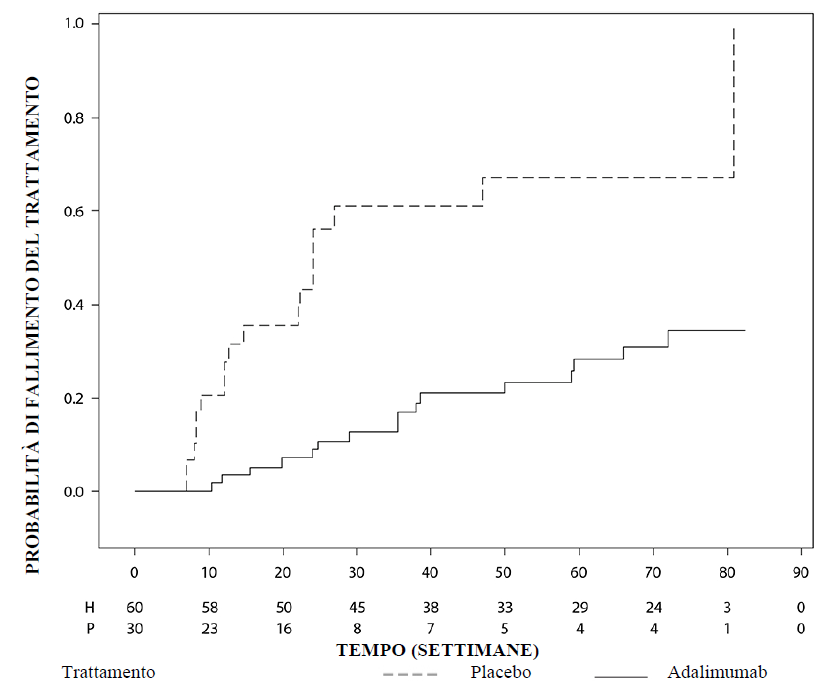 PROBABILITÀ DI FALLIMENTO DEL TRATTAMENTO
1.0
0.8
0.6
0.4
0.2
0.0
0 10 20 30 40 50 60 70 80 90
H 60 58 50 45 38 33 29 24 3 0
P 30 23 16 8 7 5 4 4 1 0
TEMPO (SETTIMANE)
Trattamento Placebo Adalimumab